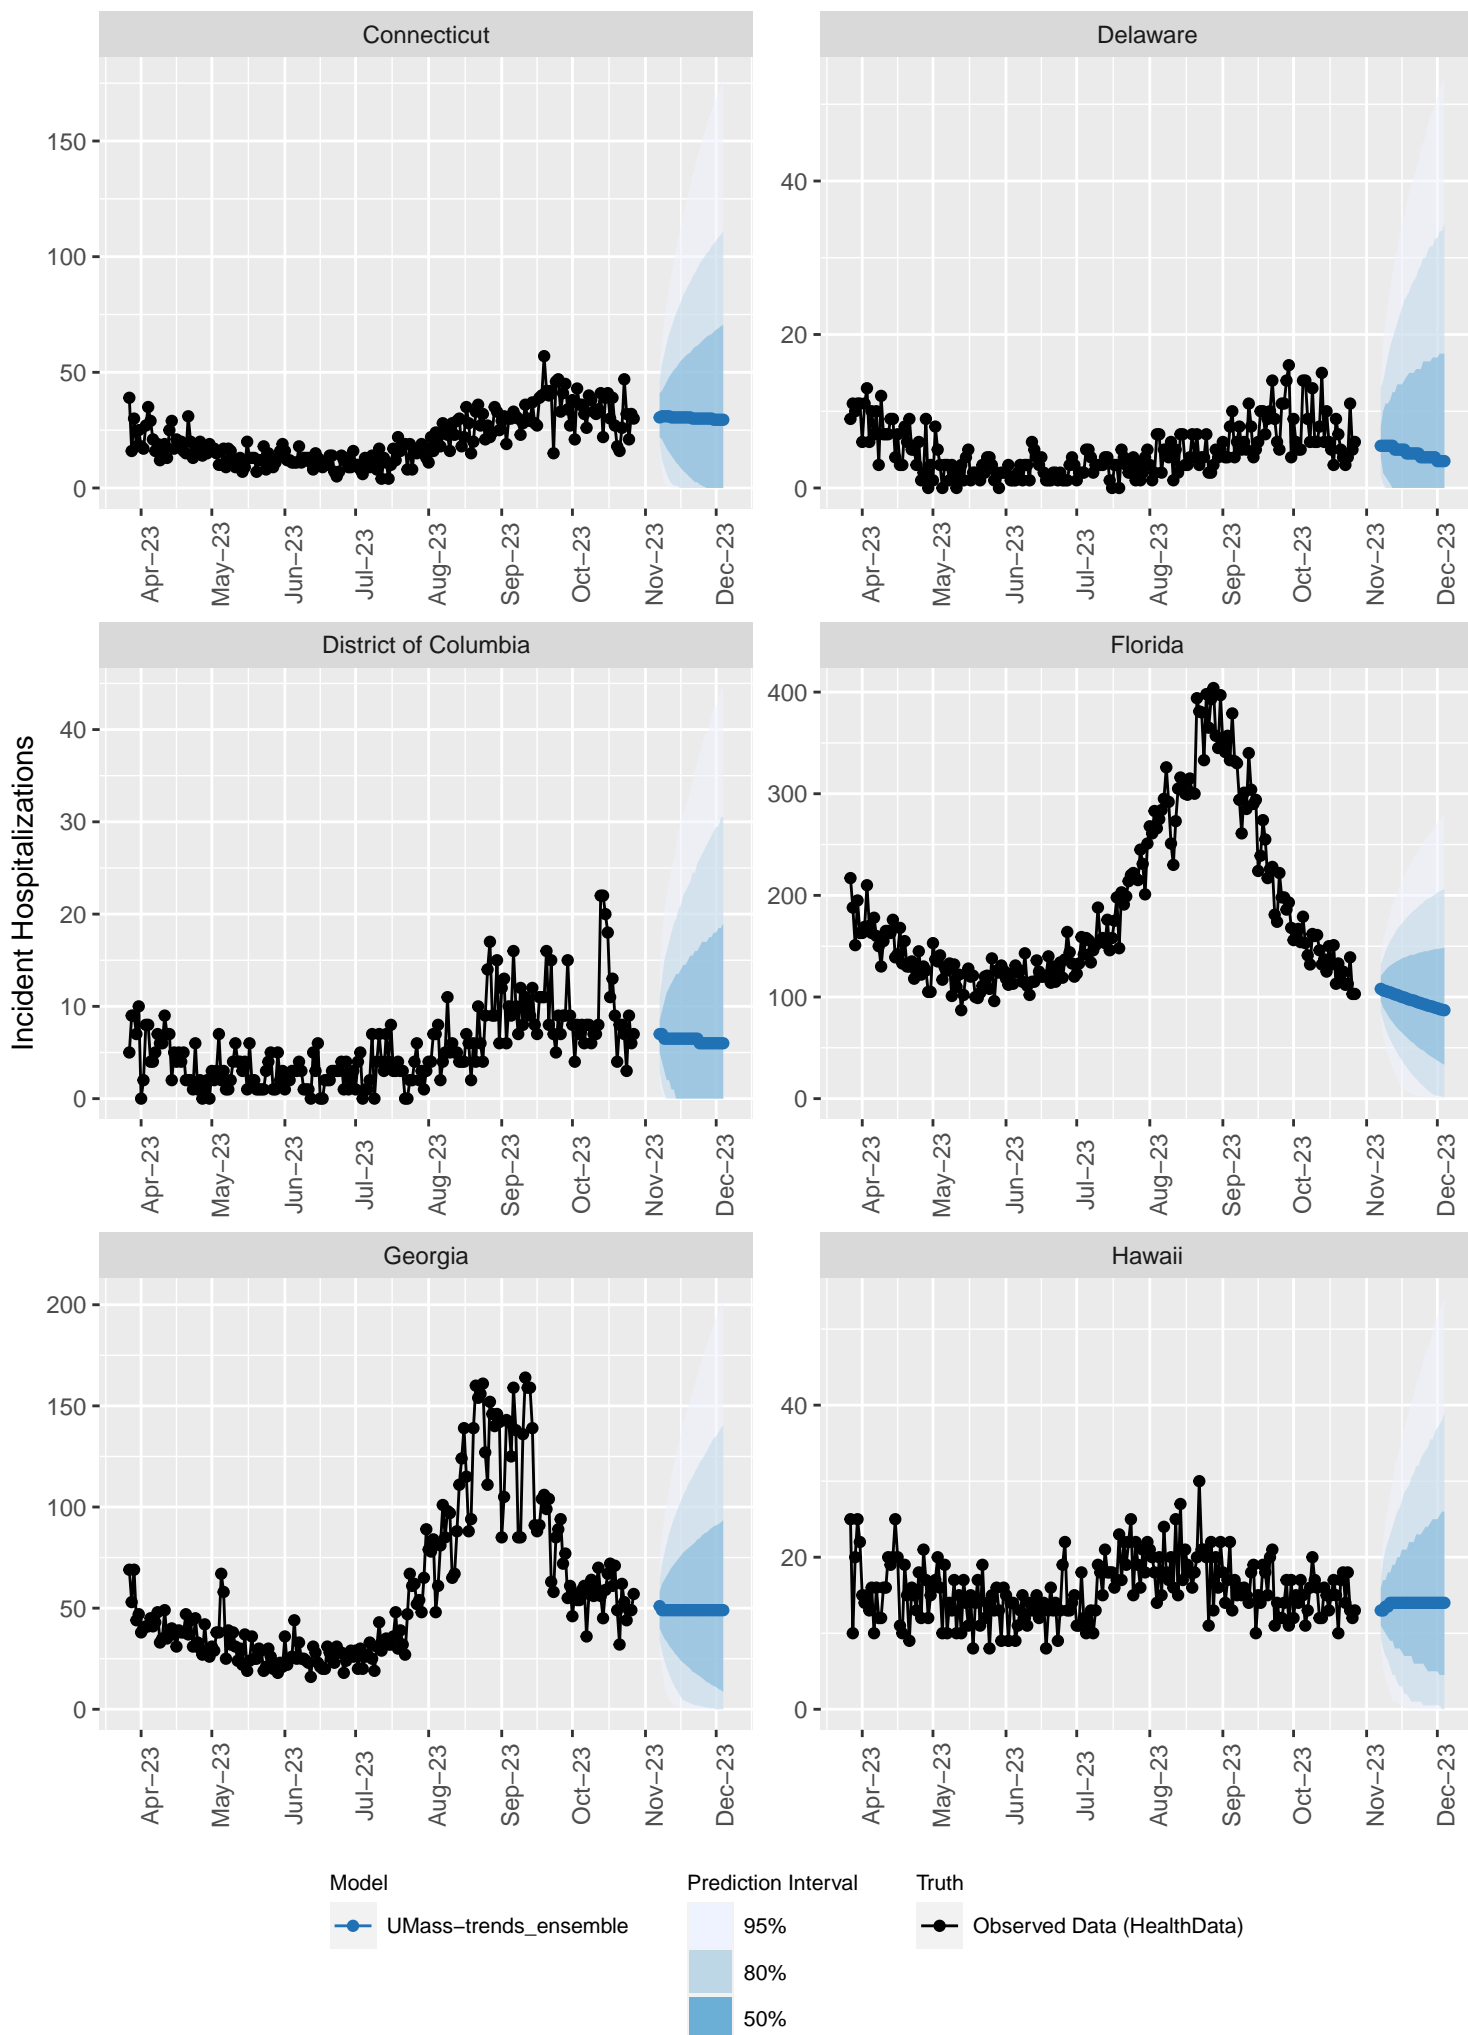 Connecticut
Delaware
150
100
50
0
40
20
0
Apr−23
May−23
Jun−23
Jul−23
Aug−23
Sep−23
Oct−23
Nov−23
Dec−23
Apr−23
May−23
Jun−23
Jul−23
Aug−23
Sep−23
Oct−23
Nov−23
Dec−23
Incident Hospitalizations
District of Columbia
Florida
40
30
20
10
0
400
300
200
100
0
Apr−23
May−23
Jun−23
Jul−23
Aug−23
Sep−23
Oct−23
Nov−23
Dec−23
Apr−23
May−23
Jun−23
Jul−23
Aug−23
Sep−23
Oct−23
Nov−23
Dec−23
Georgia
Hawaii
200
150
100
50
0
40
20
0
Apr−23
May−23
Jun−23
Jul−23
Aug−23
Sep−23
Oct−23
Nov−23
Dec−23
Apr−23
May−23
Jun−23
Jul−23
Aug−23
Sep−23
Oct−23
Nov−23
Dec−23
Model
UMass−trends_ensemble
Prediction Interval
95%
80%
50%
Truth
Observed Data (HealthData)